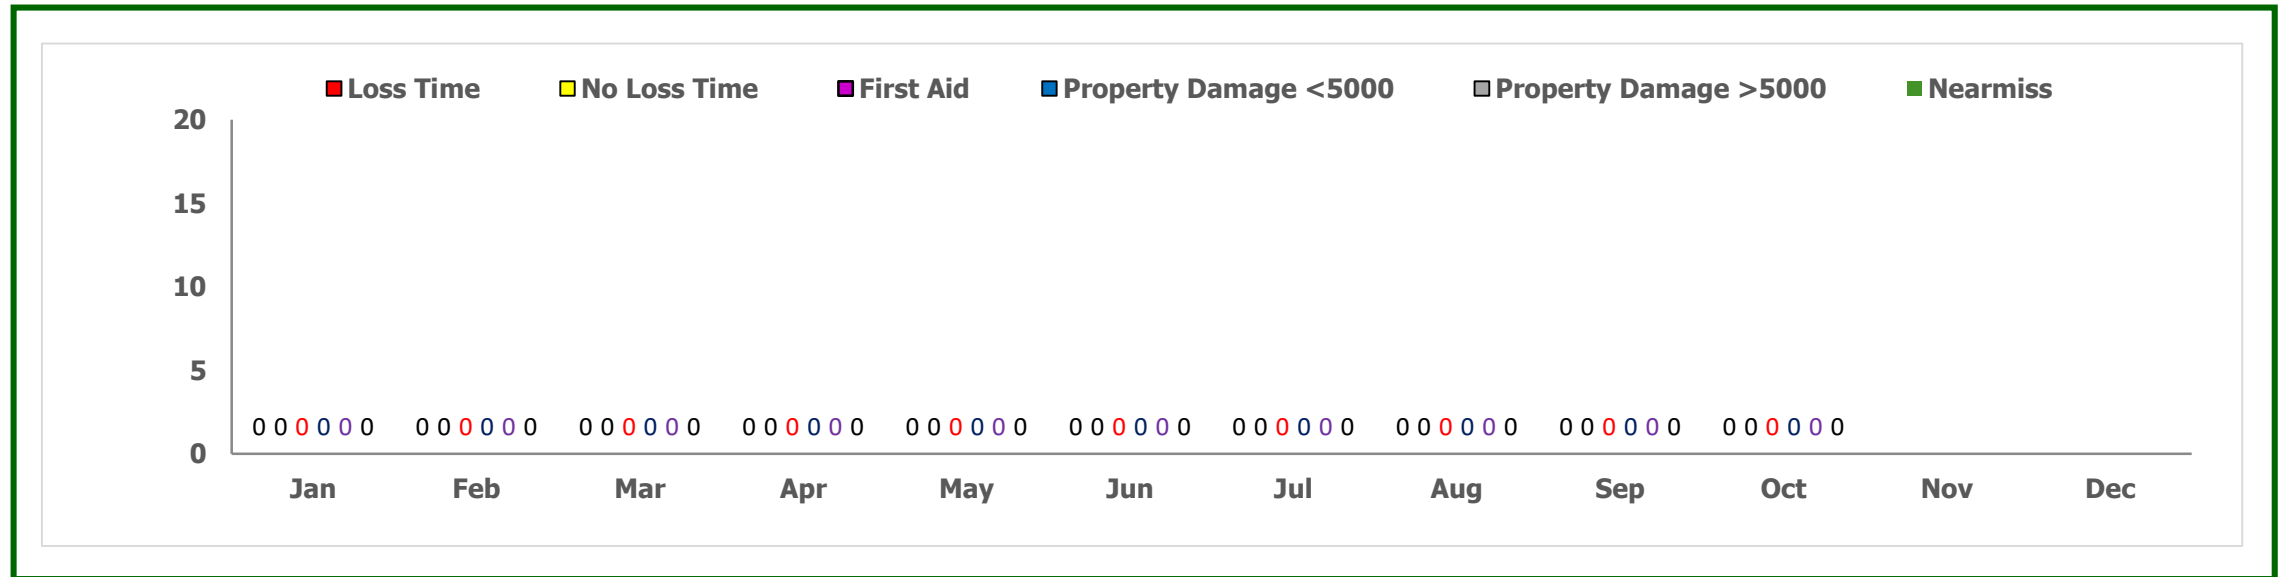 Loss Time No Loss Time First Aid Property Damage <5000 Property Damage >5000 Nearmiss
20
15
10
5
0 0 0 0 0 0 0 0 0 0 0 0 0 0 0 0 0 0 0 0 0 0 0 0 0 0 0 0 0 0 0 0 0 0 0 0 0 0 0 0 0 0 0 0 0 0 0 0 0 0 0 0 0 0 0 0 0 0 0 0
0
Jan Feb Mar Apr May Jun Jul Aug Sep Oct Nov Dec